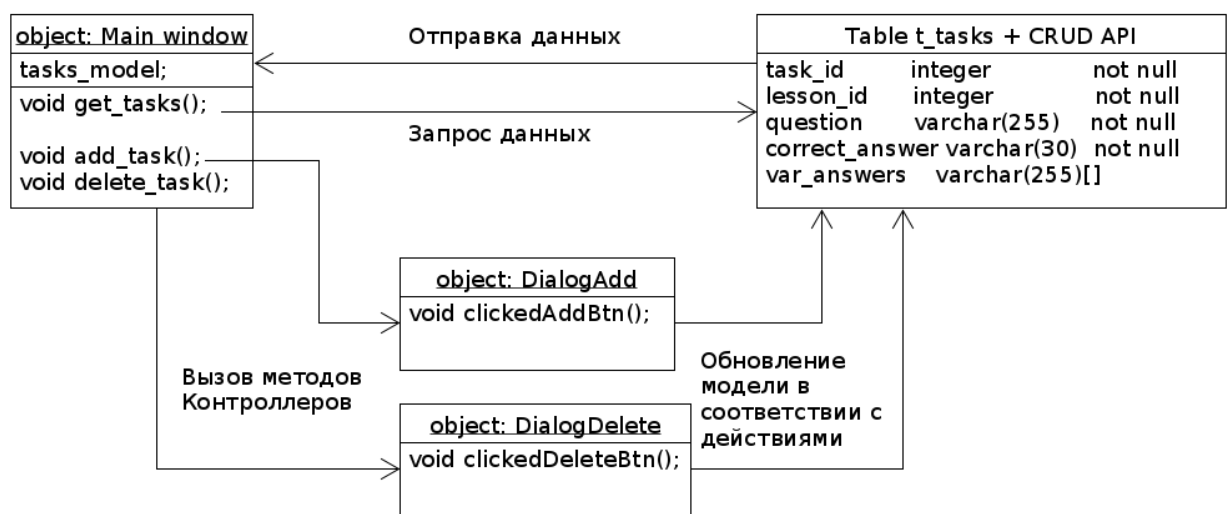 object: Main window
tasks_model;
void get_tasks();
void add_task();
void delete_task();
Отправка данных
Запрос данных
Table t_tasks + CRUD API
task_id integer not null
lesson_id integer not null
question varchar(255) not null
correct_answer varchar(30) not null
var_answers varchar(255)[]
object: DialogAdd
void clickedAddBtn();
Вызов методов
Контроллеров
Обновление
модели в
соответствии с
действиями
object: DialogDelete
void clickedDeleteBtn();